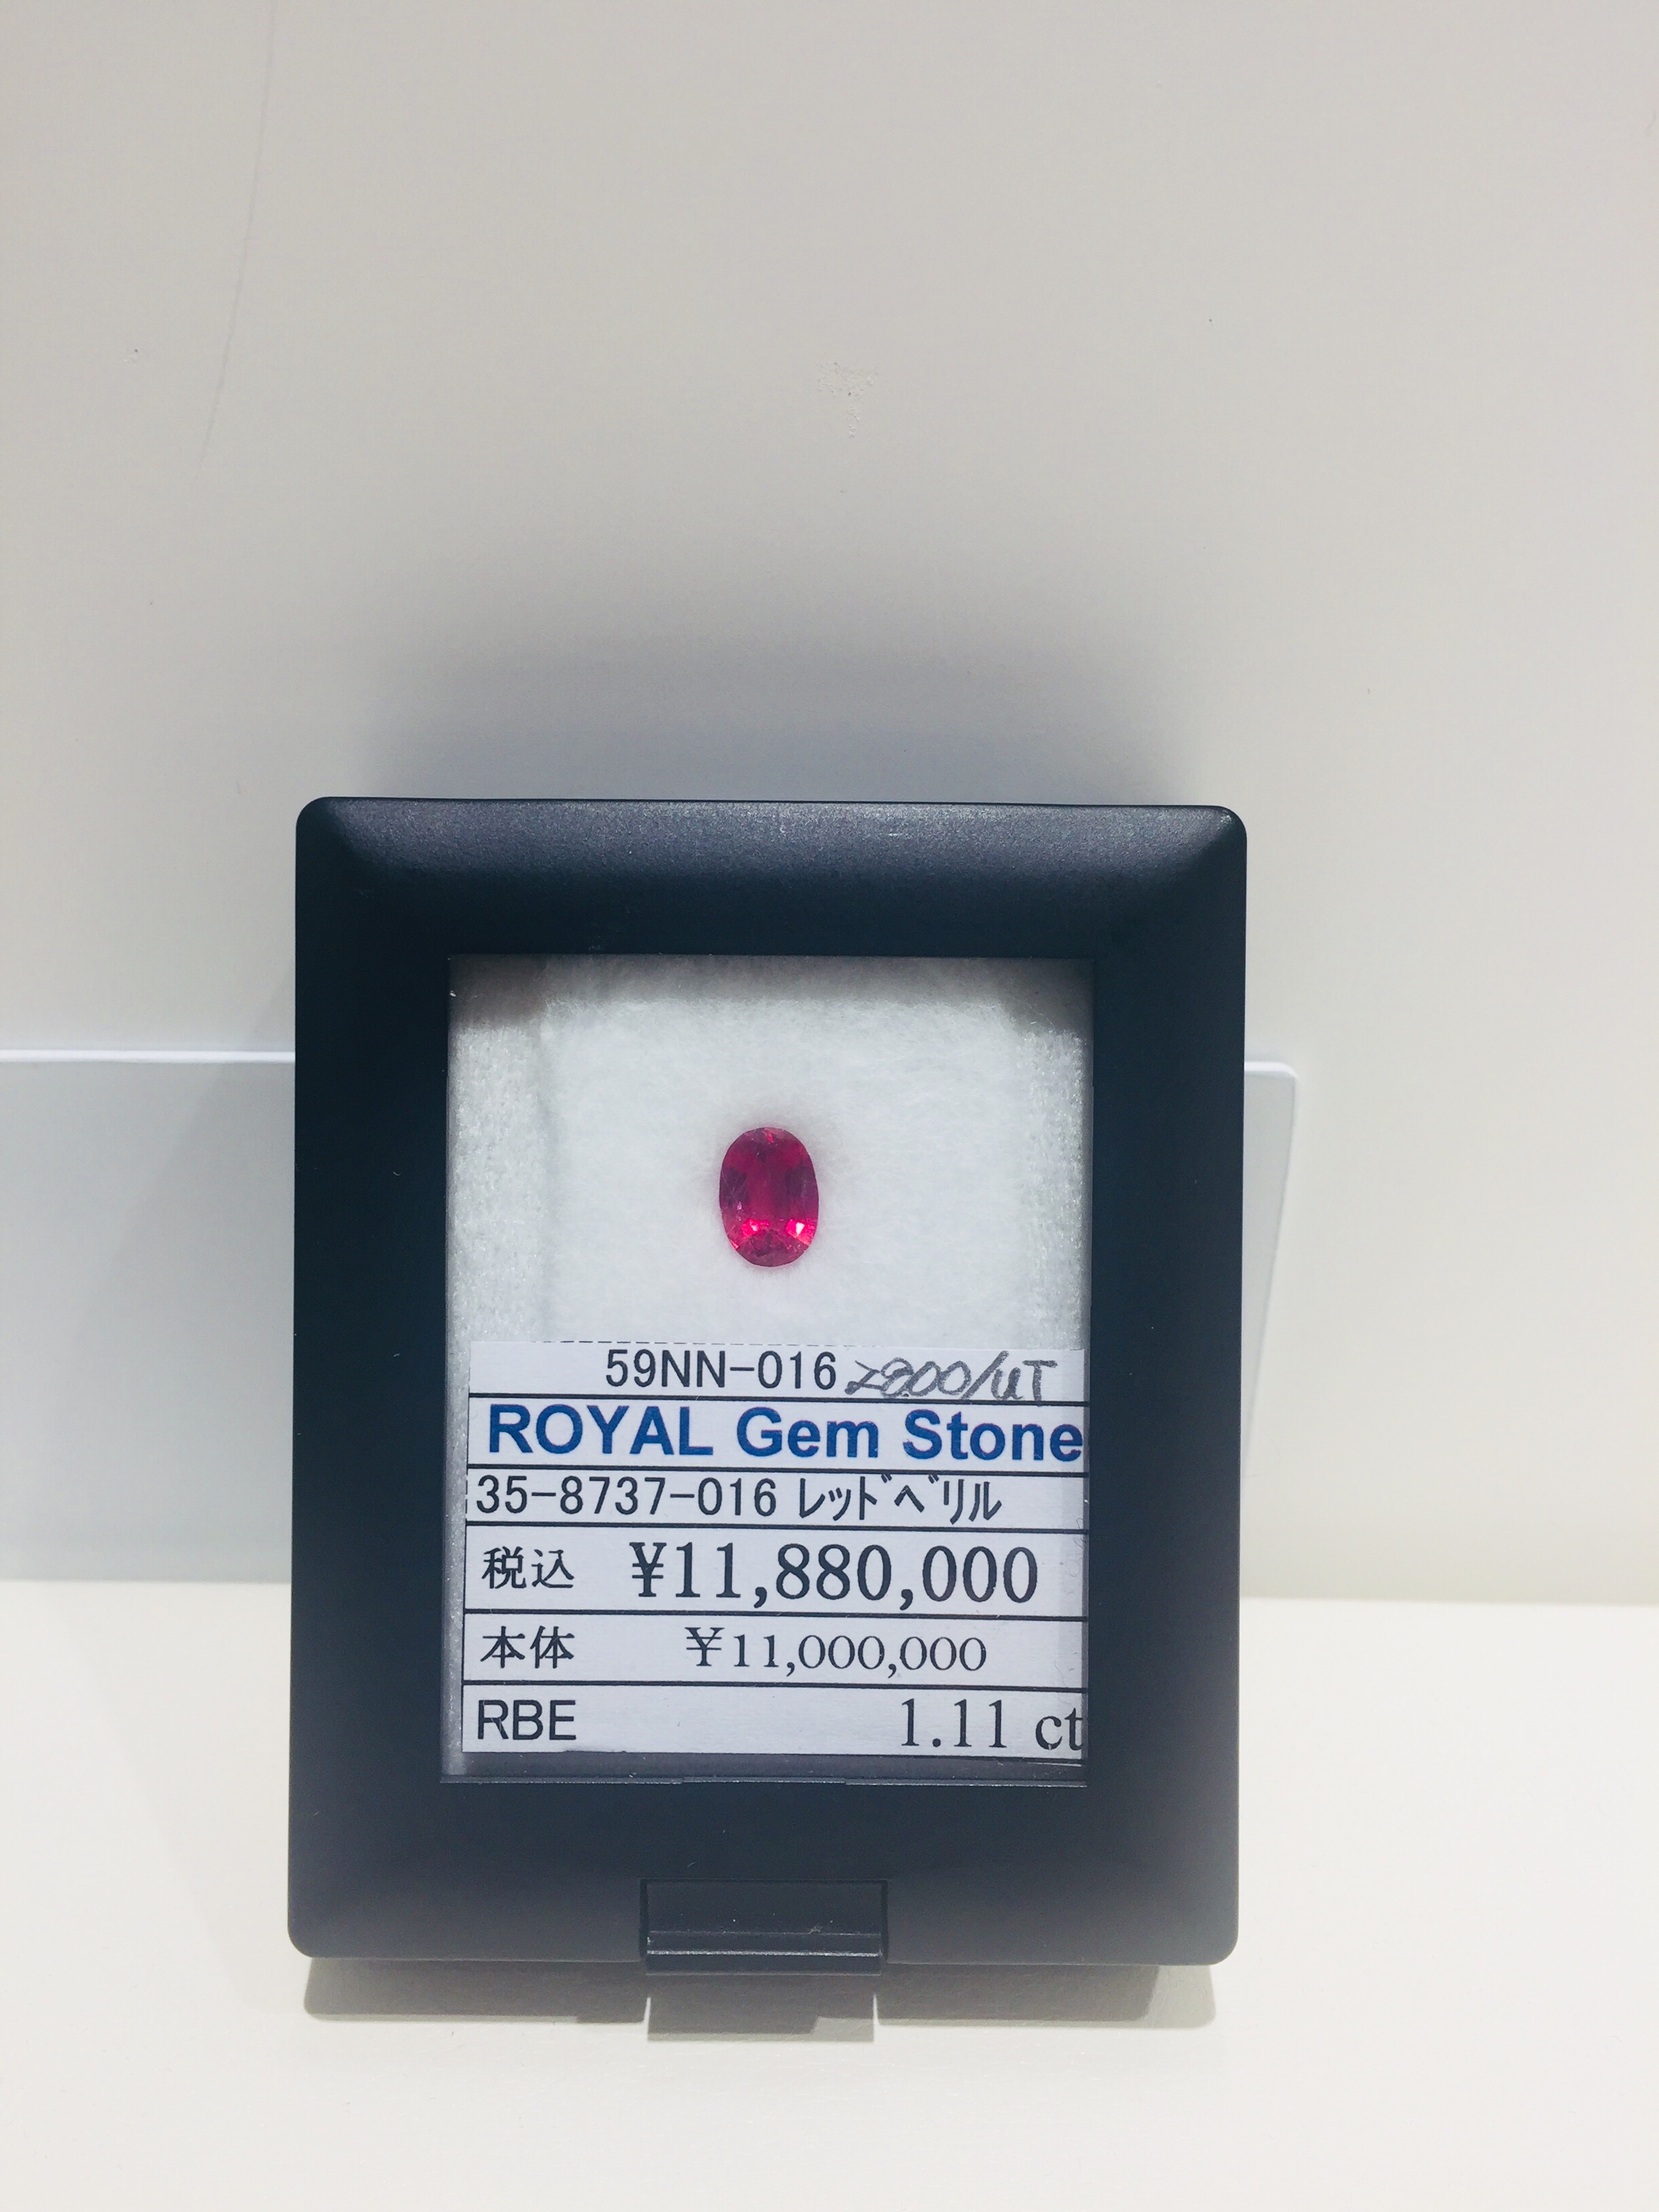 59NN-016
ROYAL Gem Stone
35-8737-016 レッドベリル
税込 ¥11,880,000
本体 ¥11,000,000
RBE 1.11 ct